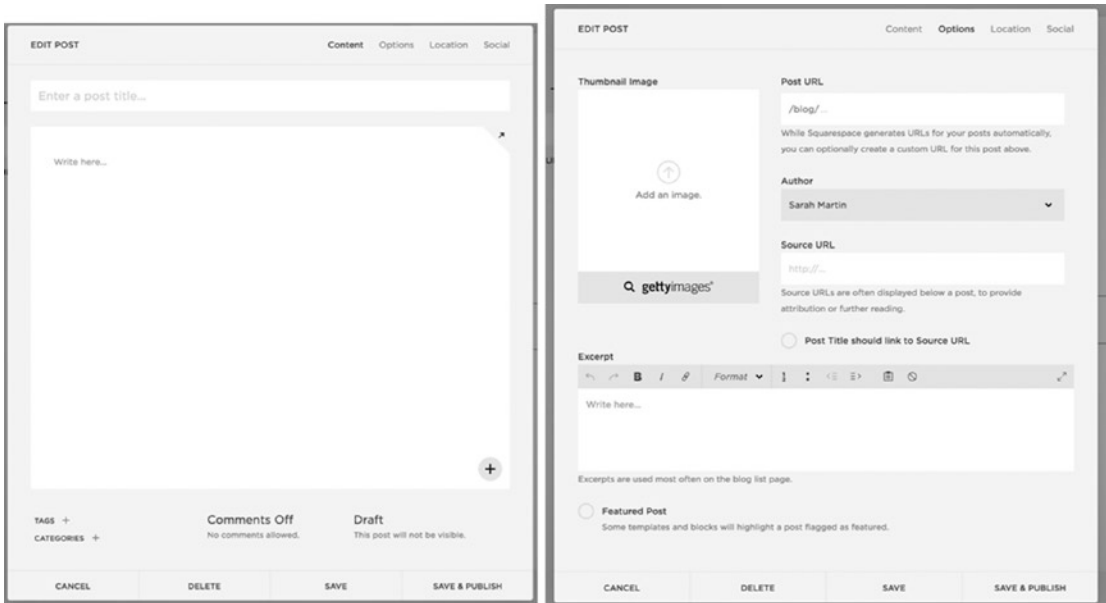 EDIT POST
Content Options Location Social
Enter a post title...
Write here...
TAGS +
CATEGORIES +
Comments Off
No comments allowed.
Draft
This post will not be visible.
CANCEL DELETE SAVE SAVE & PUBLISH
EDIT POST
Content Options Location Social
Thumbnail Image
Add an image.
gettyimages®
Post URL
/blog/...
While Squarespace generates URLs for your posts automatically,
you can optionally create a custom URL for this post above.
Author
Sarah Martin
Source URL
http://...
Source URLs are often displayed below a post, to provide
attribution or further reading.
Post Title should link to Source URL
Excerpt
B I Format
Write here...
Excerpts are used most often on the blog list page.
Featured Post
Some templates and blocks will highlight a post flagged as featured.
CANCEL DELETE SAVE SAVE & PUBLISH